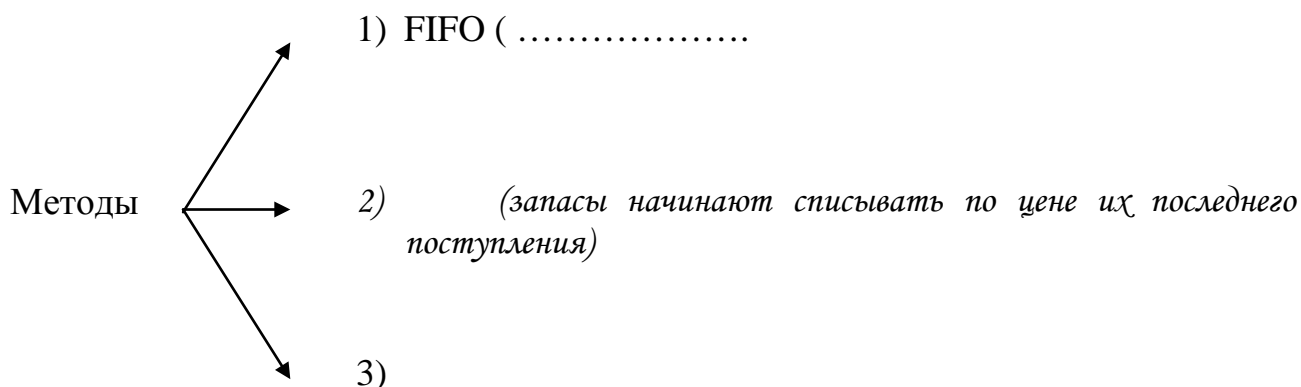 1) FIFO ( ……………….
Методы
2) (запасы начинают списывать по цене их последнего
поступления)
3)